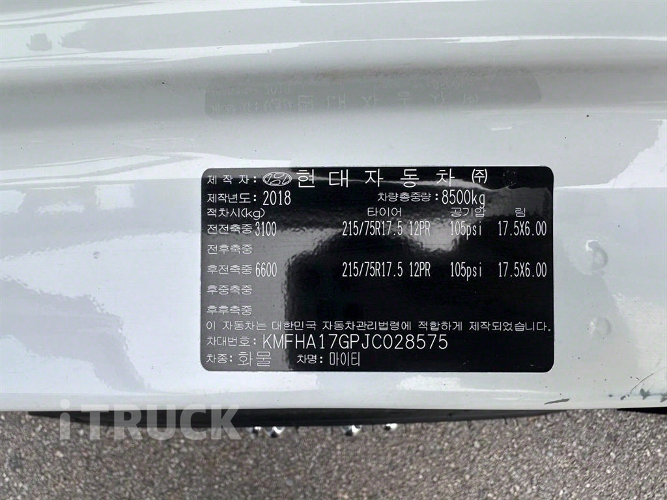 제 작 자: 현 대 자 동 차 ㈜
제작년도: 2018 차량총중량: 8500kg
적차시(kg) 타이어 공기압 림
전전축중 3100 215/75R17.5 12PR 105psi 17.5X6.00
전후축중
후전축중 6600 215/75R17.5 12PR 105psi 17.5X6.00
후중축중
후후축중
이 자동차는 대한민국 자동차관리법령에 적합하게 제작되었습니다.
차대번호: KMFHA17GPJC028575
차종: 화물 차명: 마이티
iTRUCK